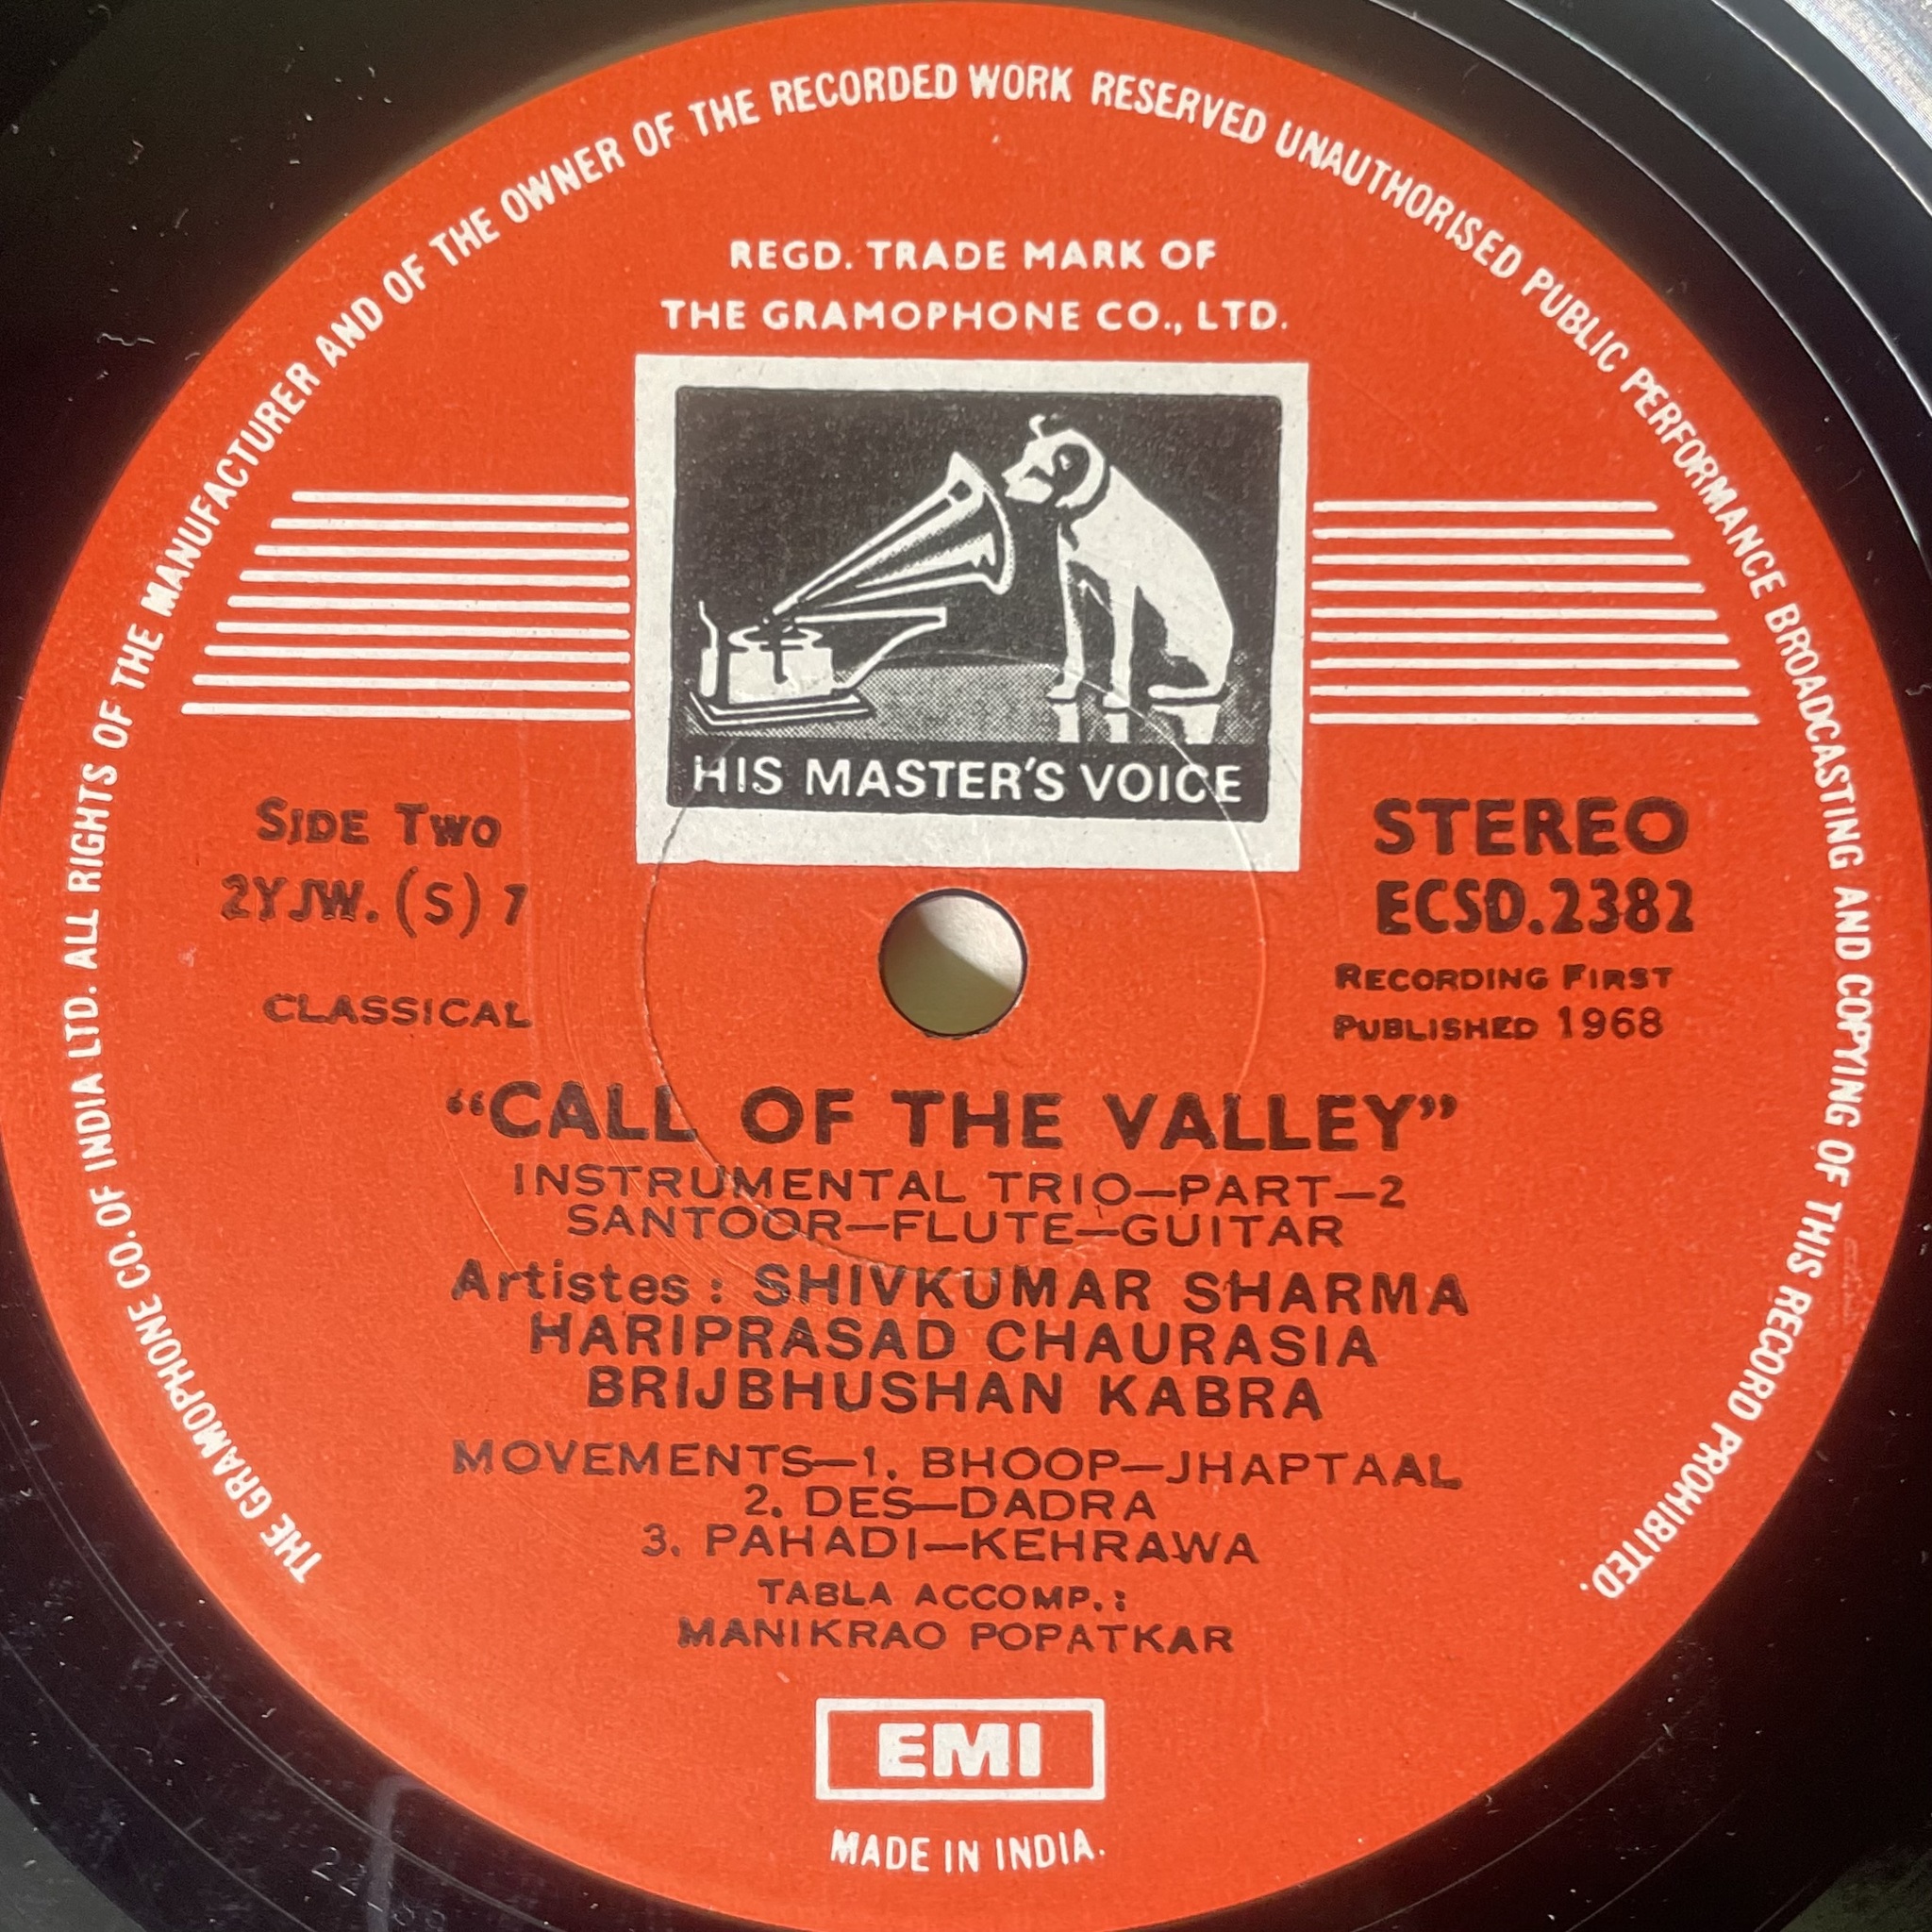 THE GRAMOPHONE CO. OF INDIA LTD. ALL RIGHTS OF THE MANUFACTURER AND OF THE OWNER OF THE RECORDED WORK RESERVED UNAUTHORISED PUBLIC PERFORMANCE BROADCASTING AND COPYING OF THIS RECORD PROHIBITED.
REGD. TRADE MARK OF
THE GRAMOPHONE CO., LTD.
HIS MASTER'S VOICE
SIDE TWO
2YJW. (S) 7
CLASSICAL
STEREO
ECSD.2382
RECORDING FIRST
PUBLISHED 1968
"CALL OF THE VALLEY"
INSTRUMENTAL TRIO—PART—2
SANTOOR—FLUTE—GUITAR
Artistes : SHIVKUMAR SHARMA
HARIPRASAD CHAURASIA
BRIJBHUSHAN KABRA
MOVEMENTS—1. BHOOP—JHAPTAAL
2. DES—DADRA
3. PAHADI—KEHRAWA
TABLA ACCOMP. :
MANIKRAO POPATKAR
EMI
MADE IN INDIA.